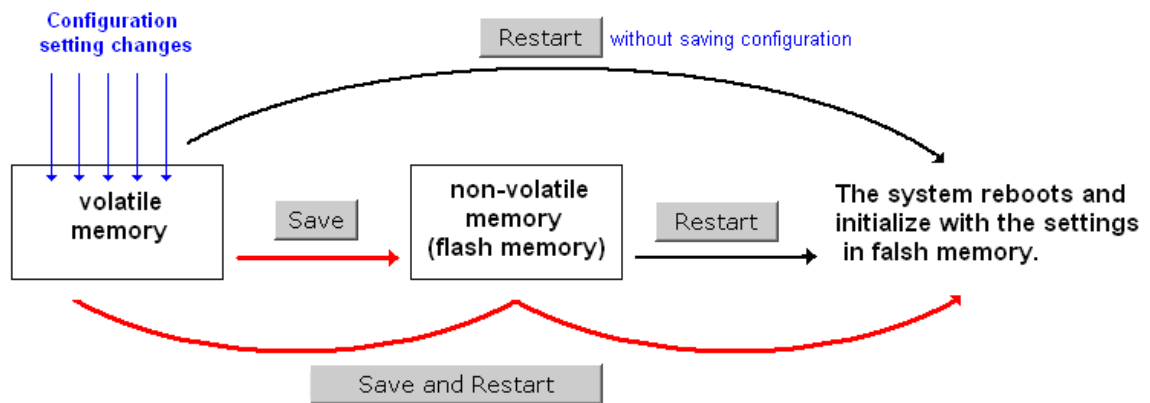 Configuration
setting changes
Restart
without saving configuration
volatile
memory
Save
non-volatile
memory
(flash memory)
Restart
The system reboots and
initialize with the settings
in falsh memory.
Save and Restart